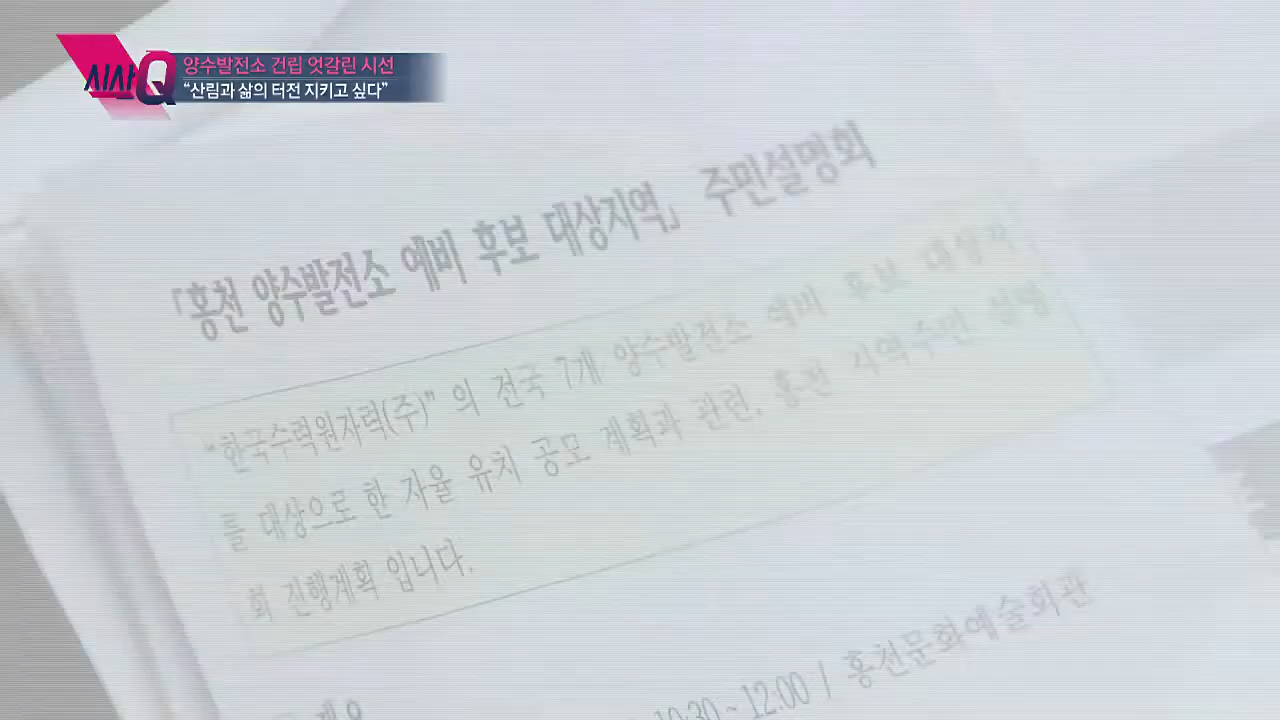 시사Q
양수발전소 건립 엇갈린 시선
“산림과 삶의 터전 지키고 싶다”
「홍천 양수발전소 예비 후보 대상지역」 주민설명회
“한국수력원자력(주)” 의 전국 7개 양수발전소 예비 후보 대상지
를 대상으로 한 자율 유치 공모 계획과 관련, 홍천 지역주민 설명
회 진행계획 입니다.
10:30~12:00 / 홍천문화예술회관